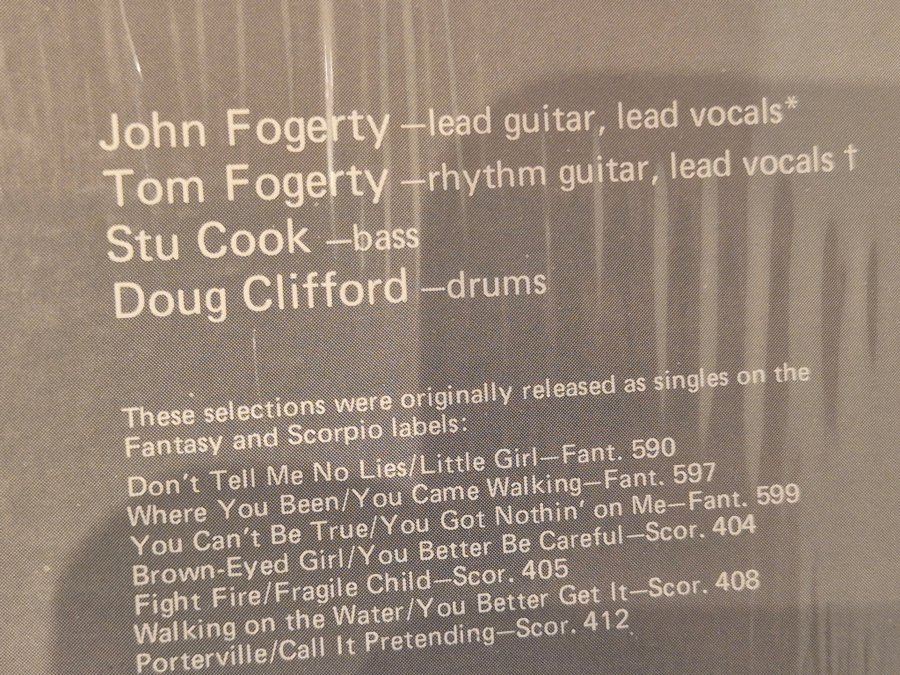 John Fogerty —lead guitar, lead vocals*
Tom Fogerty —rhythm guitar, lead vocals †
Stu Cook —bass
Doug Clifford —drums
These selections were originally released as singles on the
Fantasy and Scorpio labels:
Don't Tell Me No Lies/Little Girl—Fant. 590
Where You Been/You Came Walking—Fant. 597
You Can't Be True/You Got Nothin' on Me—Fant. 599
Brown-Eyed Girl/You Better Be Careful—Scor. 404
Fight Fire/Fragile Child—Scor. 405
Walking on the Water/You Better Get It—Scor. 408
Porterville/Call It Pretending—Scor. 412